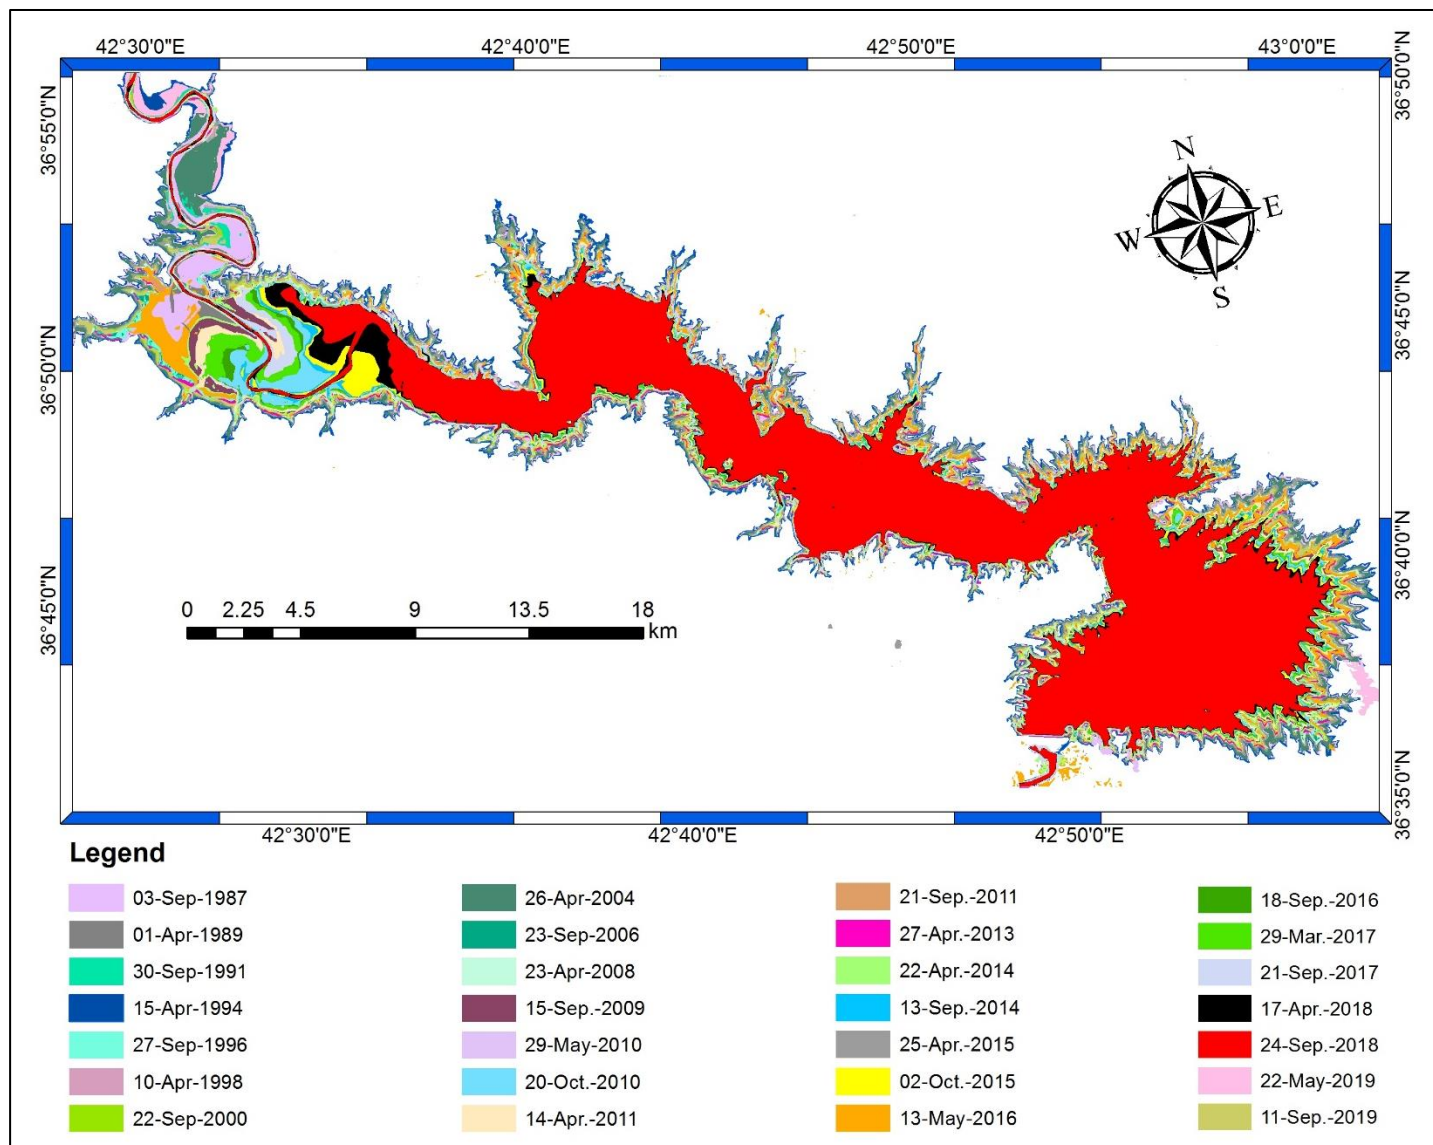 42°30'0"E 42°40'0"E 42°50'0"E 43°0'0"E
36°55'0"N
36°50'0"N
36°45'0"N
36°50'0"N
36°45'0"N
36°40'0"N
36°35'0"N
N
E
W
S
0 2.25 4.5 9 13.5 18
km
42°30'0"E 42°40'0"E 42°50'0"E
Legend
03-Sep-1987
01-Apr-1989
30-Sep-1991
15-Apr-1994
27-Sep-1996
10-Apr-1998
22-Sep-2000
26-Apr-2004
23-Sep-2006
23-Apr-2008
15-Sep.-2009
29-May-2010
20-Oct.-2010
14-Apr.-2011
21-Sep.-2011
27-Apr.-2013
22-Apr.-2014
13-Sep.-2014
25-Apr.-2015
02-Oct.-2015
13-May-2016
18-Sep.-2016
29-Mar.-2017
21-Sep.-2017
17-Apr.-2018
24-Sep.-2018
22-May-2019
11-Sep.-2019